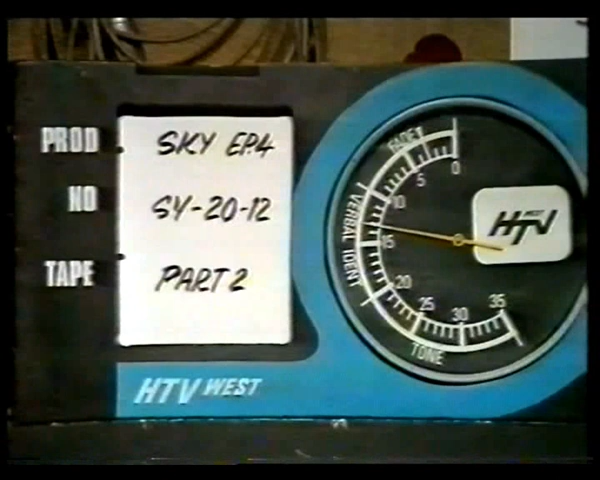 PROD SKY EP.4
NO SY-20-12
TAPE PART 2
HTV WEST
FADE
0
5
10
VERBAL IDENT
15
20
25
30
35
TONE
HTV WEST